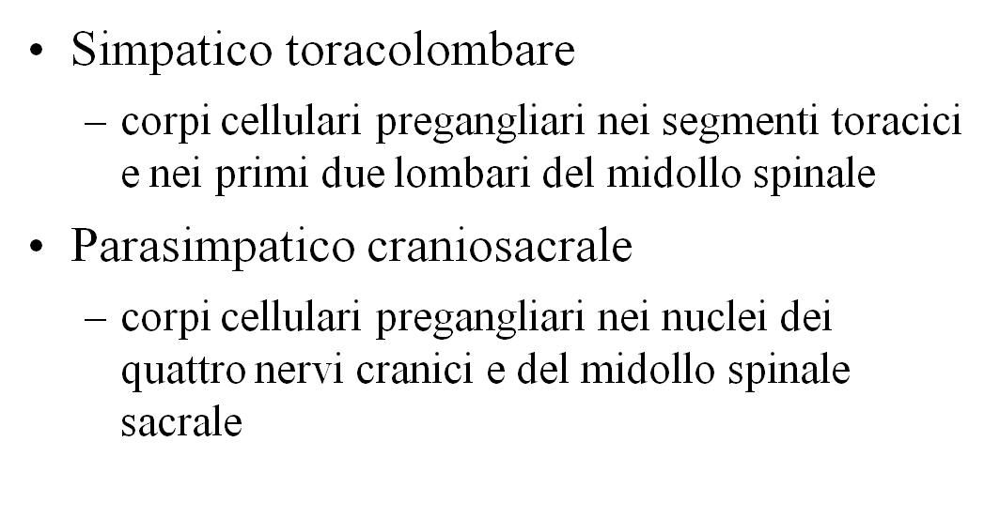 • Simpatico toracolombare
– corpi cellulari pregangliari nei segmenti toracici
e nei primi due lombari del midollo spinale
• Parasimpatico craniosacrale
– corpi cellulari pregangliari nei nuclei dei
quattro nervi cranici e del midollo spinale
sacrale